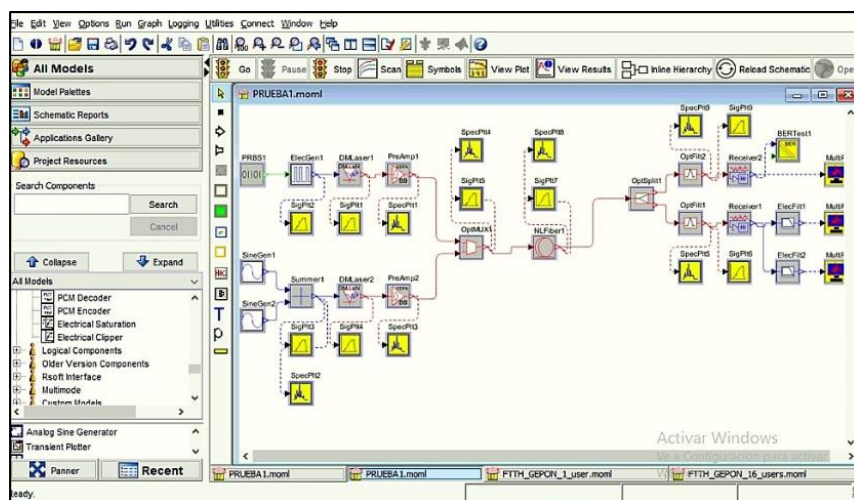 File Edit View Options Run Graph Logging Utilities Connect Window Help
All Models
Model Palettes
Schematic Reports
Applications Gallery
Project Resources
Search Components
Search
Cancel
Collapse
Expand
All Models
PCM Decoder
PCM Encoder
Electrical Saturation
Electrical Clipper
Logical Components
Older Version Components
Rsoft Interface
Multimode
Custom Models
Analog Sine Generator
Transient Plotter
Panner
Recent
Ready.
Go Pause Stop Scan Symbols View Plot View Results Inline Hierarchy Reload Schematic Ope
PRUEBA1.moml
SpecPlt4 SpecPlt8 SpecPlt9 SigPlt9
BERTest1
PRBS1 ElecGen1 DMLaser1 PreAmp1 OptFilt2 Receiver2
SigPlt5 SigPlt7 OptSplit1
SigPlt2 SigPlt1 SpecPlt1 OptFilt1 Receiver1 ElecFilt1
OptMUX1 NLFiber1
SineGen1 SpecPlt5 SigPlt6 ElecFilt2
Summer1 DMLaser2 PreAmp2
SineGen2
SigPlt3 SigPlt4 SpecPlt3
SpecPlt2
Activar Windows
Ve a Configuración para activar
PRUEBA1.moml PRUEBA1.moml FTTH_GEPON_1_user.moml FTTH_GEPON_16_users.moml